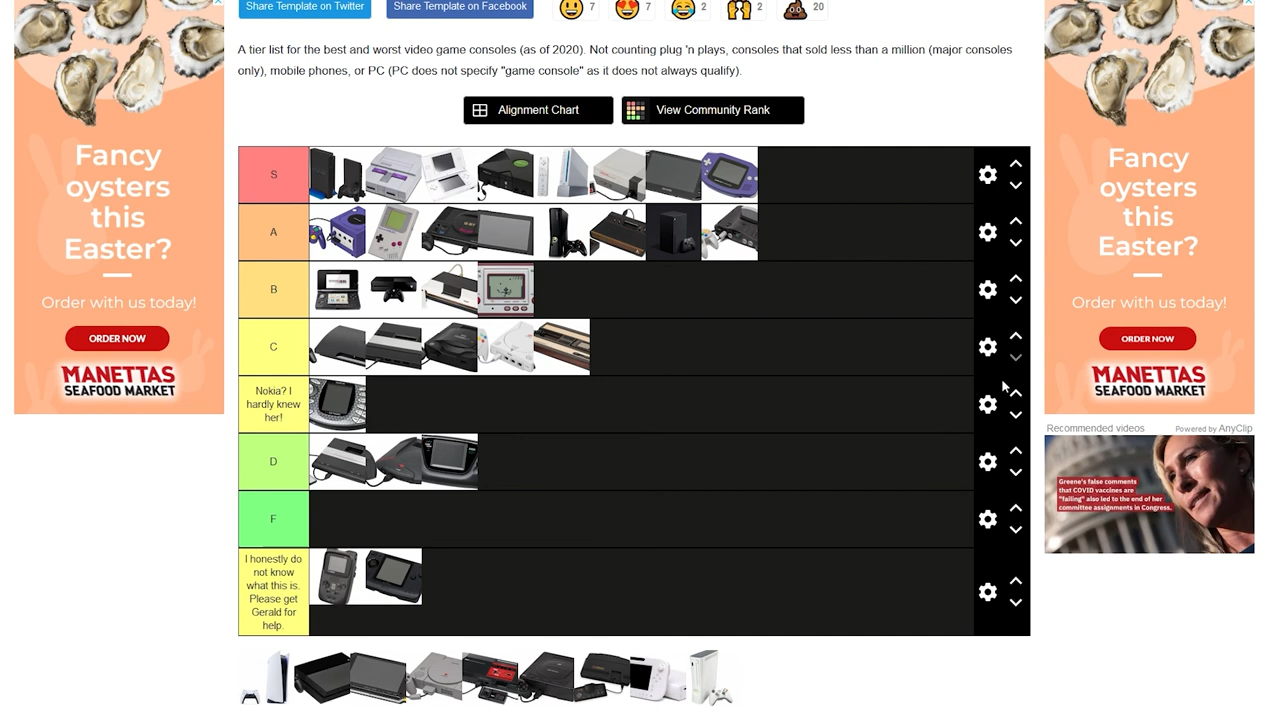 Share Template on Twitter
Share Template on Facebook
7
7
2
2
20
A tier list for the best and worst video game consoles (as of 2020). Not counting plug 'n plays, consoles that sold less than a million (major consoles
only), mobile phones, or PC (PC does not specify "game console" as it does not always qualify).
Alignment Chart
View Community Rank
S
A
B
C
Nokia? I
hardly knew
her!
D
F
I honestly do
not know
what this is.
Please get
Gerald for
help.
Fancy
oysters
this
Easter?
Order with us today!
ORDER NOW
MANETTAS
SEAFOOD MARKET
Fancy
oysters
this
Easter?
Order with us today!
ORDER NOW
MANETTAS
SEAFOOD MARKET
Recommended videos
Powered by AnyClip
Greene's false comments
that COVID vaccines are
"failing" also led to the end of her
committee assignments in Congress.